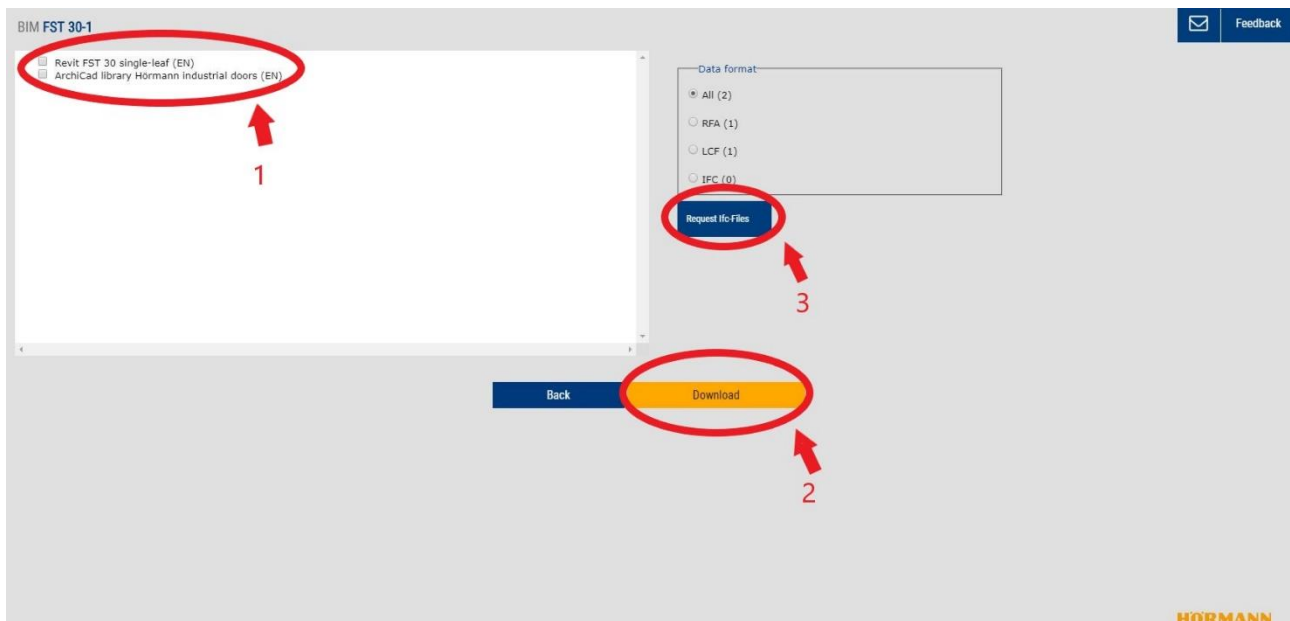 BIM FST 30-1
Feedback
Revit FST 30 single-leaf (EN)
ArchiCad library Hörmann industrial doors (EN)
1
Data format
All (2)
RFA (1)
LCF (1)
IFC (0)
Request Ifc-Files
3
Back
Download
2
HÖRMANN